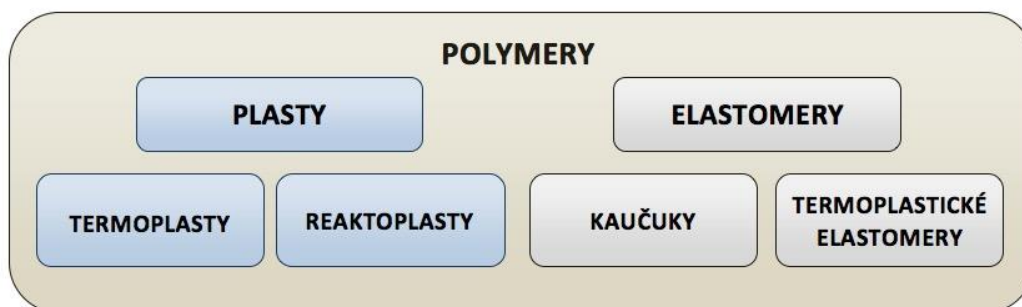 POLYMERY
PLASTY
ELASTOMERY
TERMOPLASTY
REAKTOPLASTY
KAUČUKY
TERMOPLASTICKÉ
ELASTOMERY